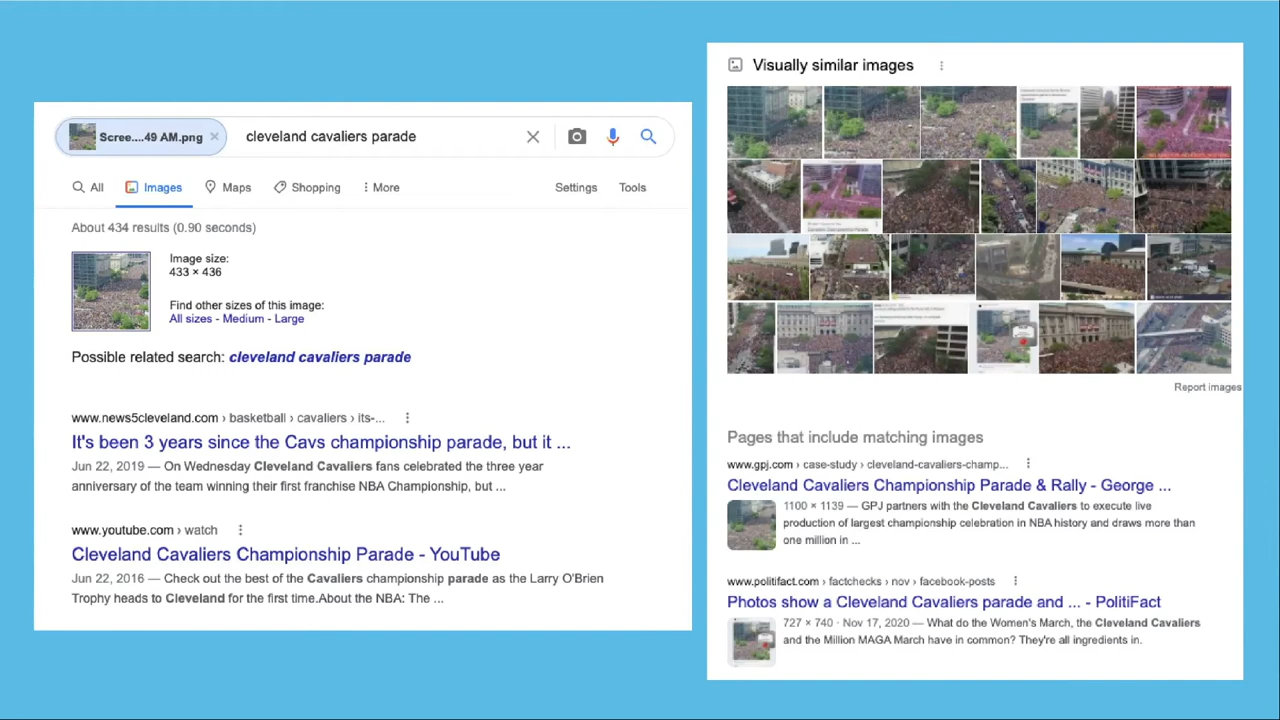 Scree....49 AM.png
cleveland cavaliers parade
All
Images
Maps
Shopping
More
Settings
Tools
About 434 results (0.90 seconds)
Image size:
433 × 436
Find other sizes of this image:
All sizes - Medium - Large
Possible related search: cleveland cavaliers parade
www.news5cleveland.com › basketball › cavaliers › its-...
It's been 3 years since the Cavs championship parade, but it ...
Jun 22, 2019 — On Wednesday Cleveland Cavaliers fans celebrated the three year
anniversary of the team winning their first franchise NBA Championship, but ...
www.youtube.com › watch
Cleveland Cavaliers Championship Parade - YouTube
Jun 22, 2016 — Check out the best of the Cavaliers championship parade as the Larry O'Brien
Trophy heads to Cleveland for the first time.About the NBA: The ...
Visually similar images
Report images
Pages that include matching images
www.gpj.com › case-study › cleveland-cavaliers-champ...
Cleveland Cavaliers Championship Parade & Rally - George ...
1100 × 1139 — GPJ partners with the Cleveland Cavaliers to execute live
production of largest championship celebration in NBA history and draws more than
one million in ...
www.politifact.com › factchecks › nov › facebook-posts
Photos show a Cleveland Cavaliers parade and ... - PolitiFact
727 × 740 · Nov 17, 2020 — What do the Women's March, the Cleveland Cavaliers
and the Million MAGA March have in common? They're all ingredients in.